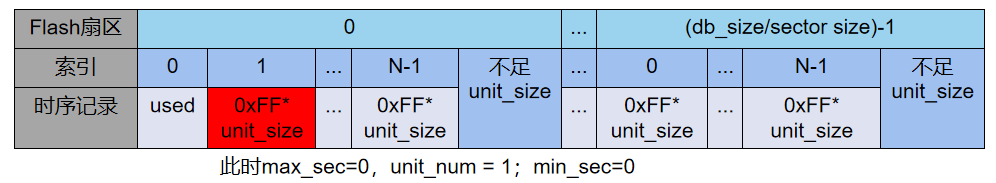 Flash扇区 0 ... (db_size/sector size)-1
索引 0 1 ... N-1 不足 unit_size ... 0 N-1 不足 unit_size
时序记录 used 0xFF* unit_size ... 0xFF* unit_size ... 0xFF* unit_size ... 0xFF* unit_size
此时max_sec=0，unit_num = 1；min_sec=0